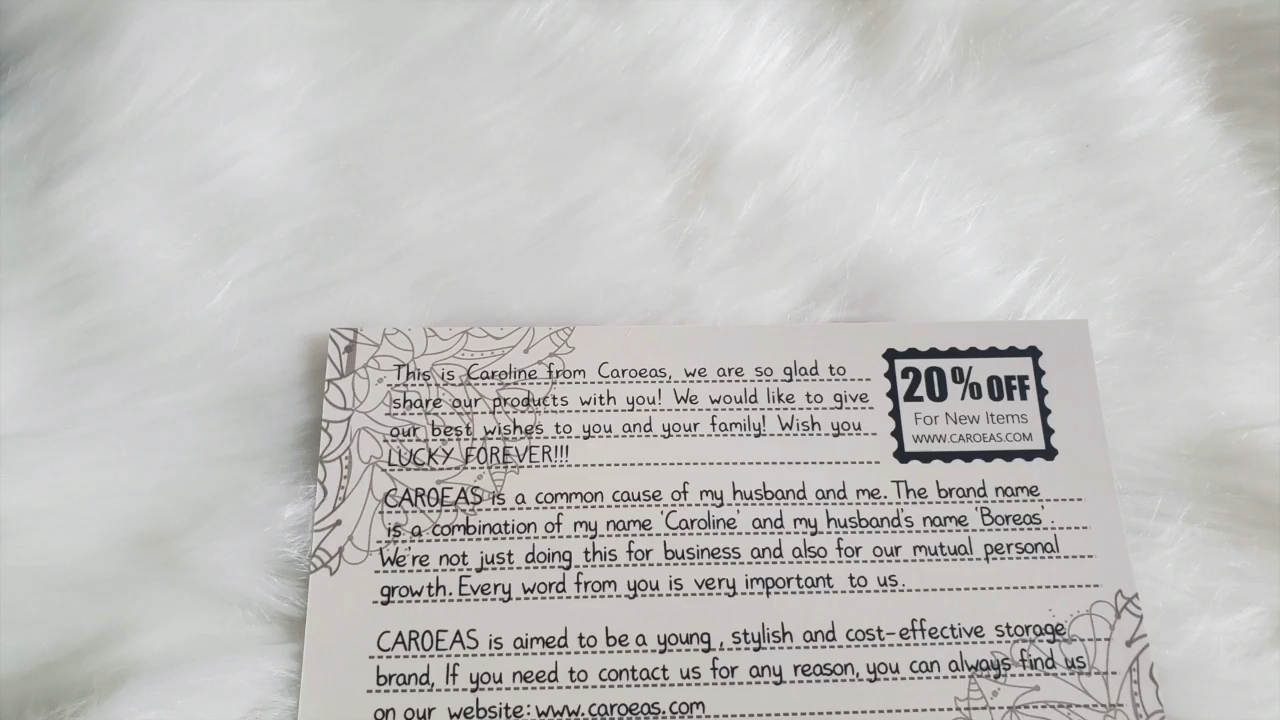 This is Caroline from Caroeas, we are so glad to
share our products with you! We would like to give
our best wishes to you and your family! Wish you
LUCKY FOREVER!!!
20% OFF
For New Items
WWW.CAROEAS.COM
CAROEAS is a common cause of my husband and me. The brand name
is a combination of my name 'Caroline' and my husband's name 'Boreas'.
We're not just doing this for business and also for our mutual personal
growth. Every word from you is very important to us.
CAROEAS is aimed to be a young, stylish and cost-effective storage
brand, If you need to contact us for any reason, you can always find us
on our website: www.caroeas.com